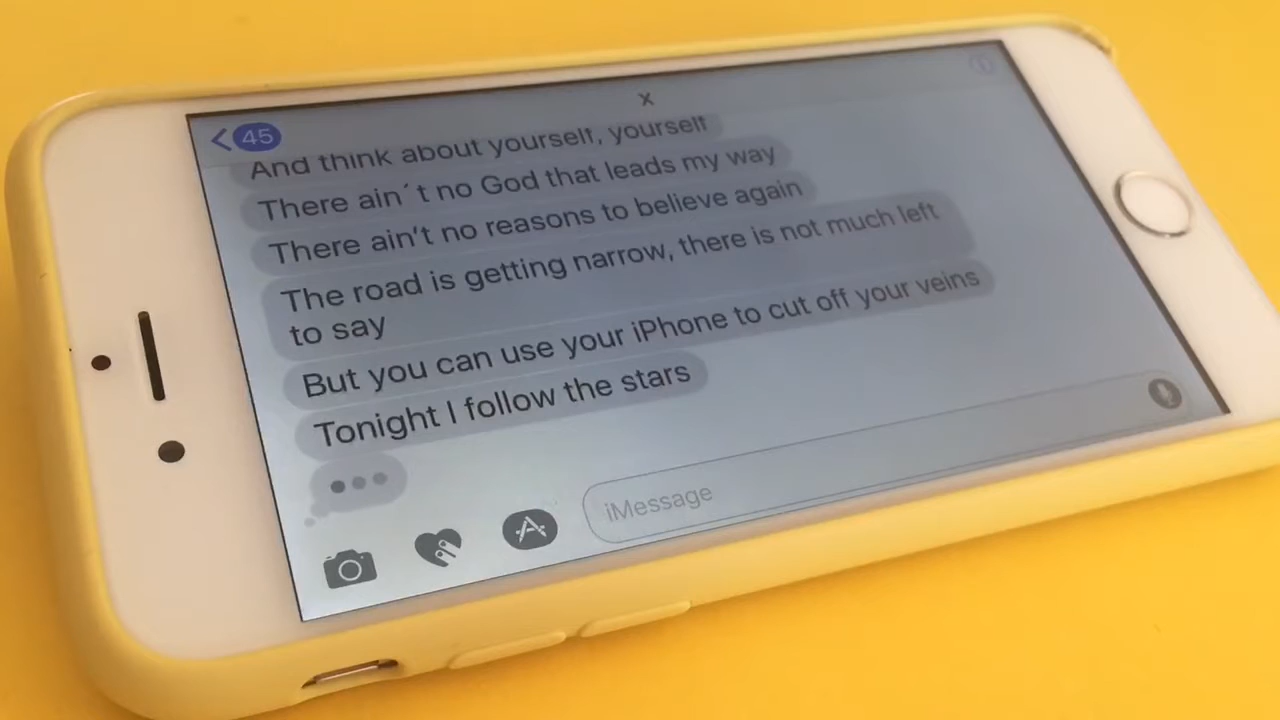 45
x
And think about yourself, yourself
There ain´t no God that leads my way
There ain't no reasons to believe again
The road is getting narrow, there is not much left
to say
But you can use your iPhone to cut off your veins
Tonight I follow the stars
iMessage